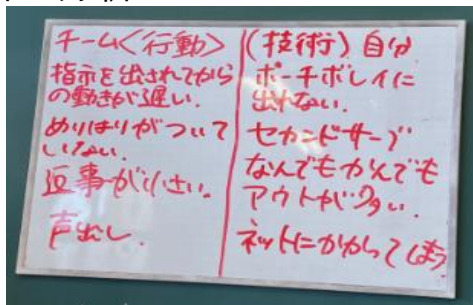 チーム〈行動〉
指示を出されてから
の動きが遅い.
めりはりがついて
いない.
返事が小さい.
声出し.
(技術) 自分
ポーチボレイに
出れない.
セカンドサーブ
なんでもかんでも
アウトが多い.
ネットにかかってしまう